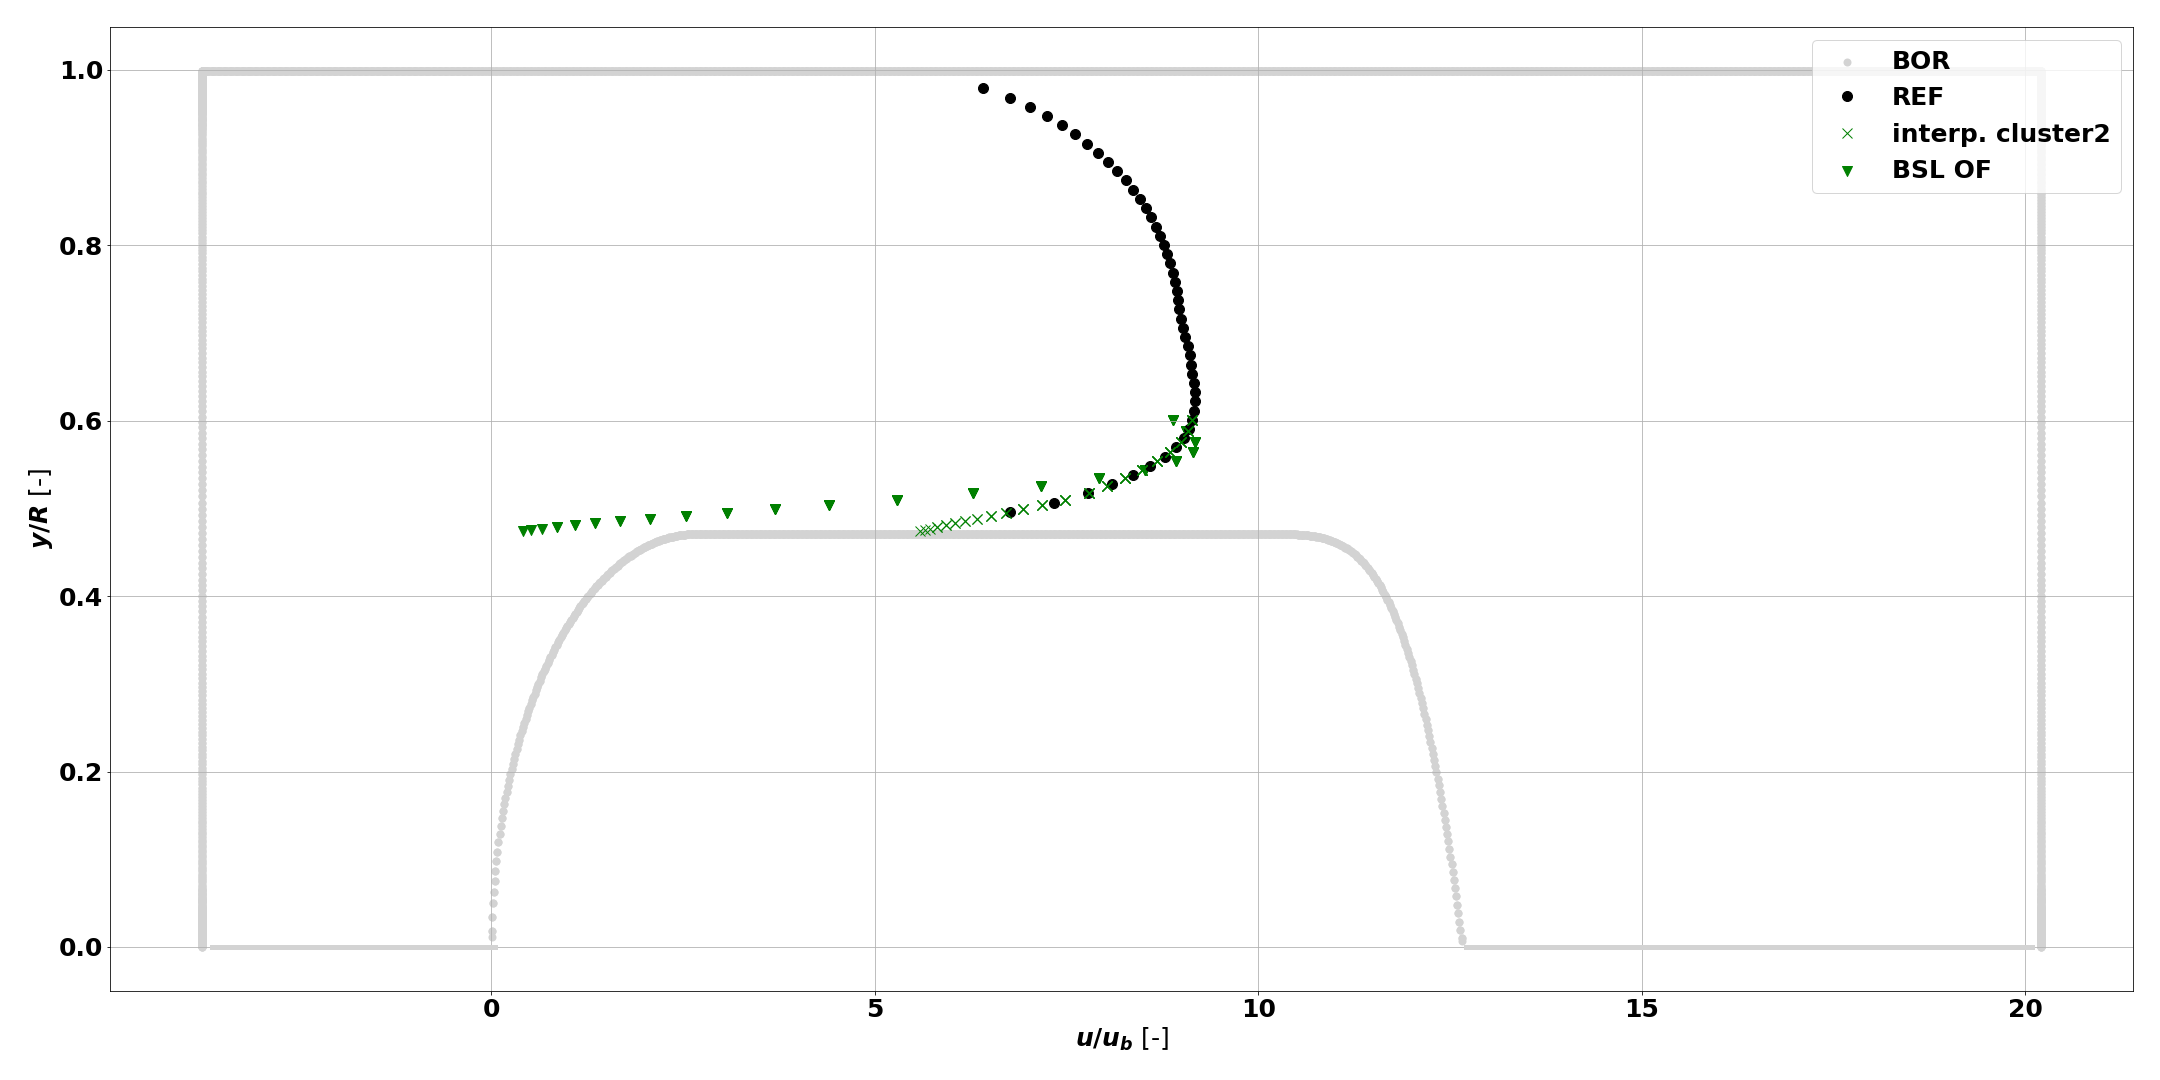 BOR
REF
interp. cluster2
BSL OF
1.0
0.8
0.6
0.4
0.2
0.0
y/R [-]
0 5 10 15 20
u/u_b [-]